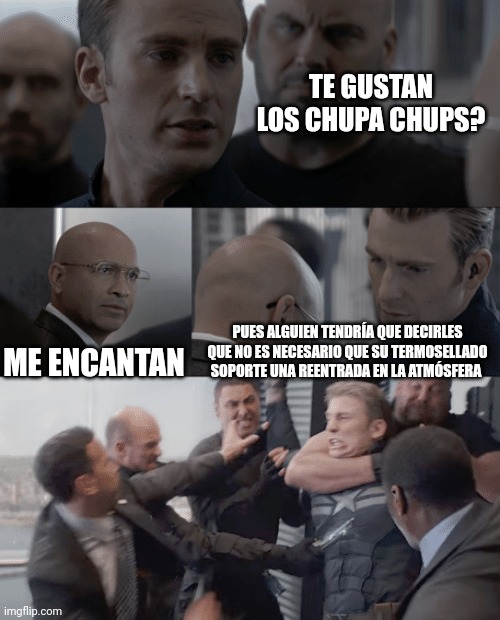 TE GUSTAN
LOS CHUPA CHUPS?
ME ENCANTAN
PUES ALGUIEN TENDRÍA QUE DECIRLES
QUE NO ES NECESARIO QUE SU TERMOSELLADO
SOPORTE UNA REENTRADA EN LA ATMÓSFERA
imgflip.com